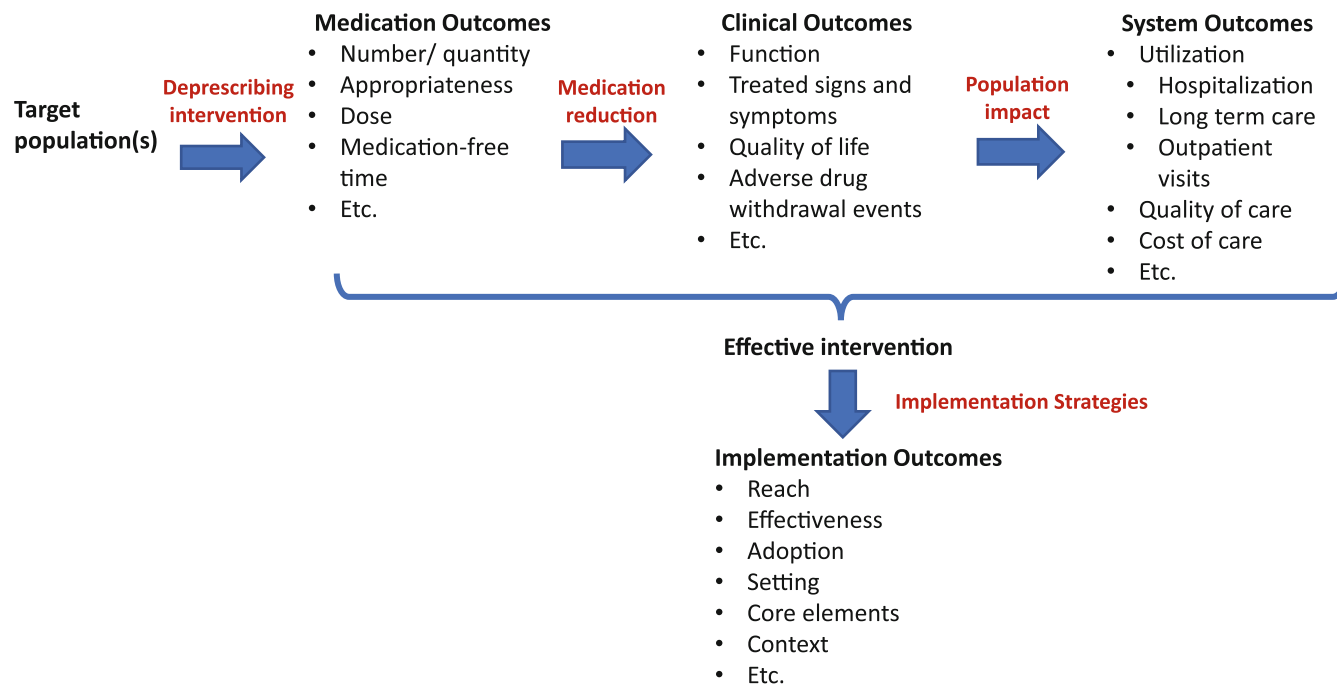 Target
population(s)
Deprescribing
intervention
Medication Outcomes
• Number/ quantity
• Appropriateness
• Dose
• Medication-free
time
• Etc.
Medication
reduction
Clinical Outcomes
• Function
• Treated signs and
symptoms
• Quality of life
• Adverse drug
withdrawal events
• Etc.
Population
impact
System Outcomes
• Utilization
• Hospitalization
• Long term care
• Outpatient
visits
• Quality of care
• Cost of care
• Etc.
Effective intervention
Implementation Strategies
Implementation Outcomes
• Reach
• Effectiveness
• Adoption
• Setting
• Core elements
• Context
• Etc.